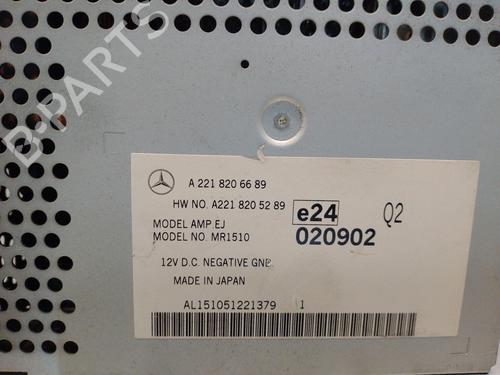 B-PARTS
A 221 820 66 89
HW NO. A221 820 52 89
e24 Q2
MODEL AMP.EJ
MODEL NO. MR1510
020902
12V D.C. NEGATIVE GND.
MADE IN JAPAN
AL151051221379 1